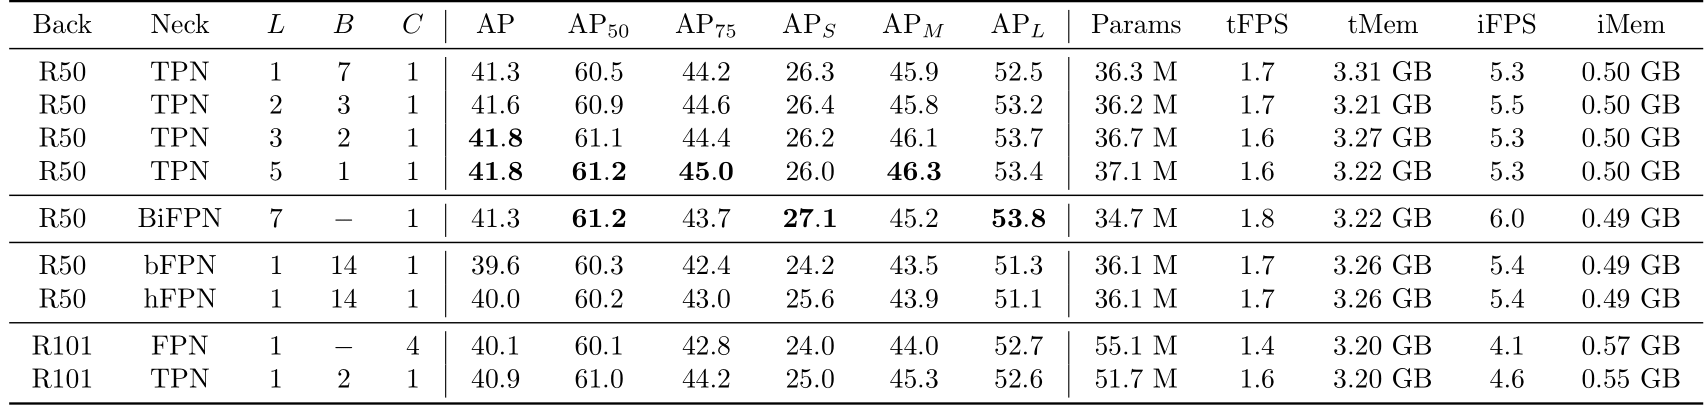 Back Neck L B C AP AP50 AP75 APS APM APL Params tFPS tMem iFPS iMem
R50 TPN 1 7 1 41.3 60.5 44.2 26.3 45.9 52.5 36.3 M 1.7 3.31 GB 5.3 0.50 GB
R50 TPN 2 3 1 41.6 60.9 44.6 26.4 45.8 53.2 36.2 M 1.7 3.21 GB 5.5 0.50 GB
R50 TPN 3 2 1 41.8 61.1 44.4 26.2 46.1 53.7 36.7 M 1.6 3.27 GB 5.3 0.50 GB
R50 TPN 5 1 1 41.8 61.2 45.0 26.0 46.3 53.4 37.1 M 1.6 3.22 GB 5.3 0.50 GB
R50 BiFPN 7 − 1 41.3 61.2 43.7 27.1 45.2 53.8 34.7 M 1.8 3.22 GB 6.0 0.49 GB
R50 bFPN 1 14 1 39.6 60.3 42.4 24.2 43.5 51.3 36.1 M 1.7 3.26 GB 5.4 0.49 GB
R50 hFPN 1 14 1 40.0 60.2 43.0 25.6 43.9 51.1 36.1 M 1.7 3.26 GB 5.4 0.49 GB
R101 FPN 1 − 4 40.1 60.1 42.8 24.0 44.0 52.7 55.1 M 1.4 3.20 GB 4.1 0.57 GB
R101 TPN 1 2 1 40.9 61.0 44.2 25.0 45.3 52.6 51.7 M 1.6 3.20 GB 4.6 0.55 GB